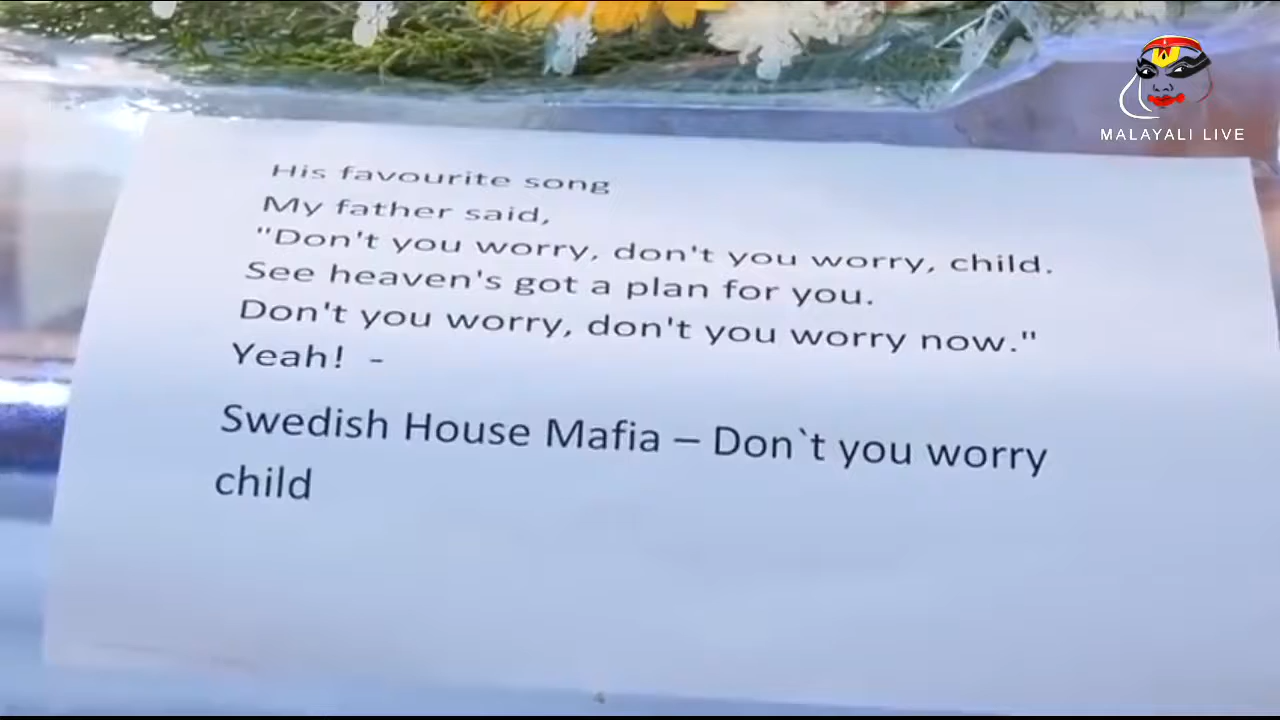 MALAYALI LIVE
His favourite song
My father said,
"Don't you worry, don't you worry, child.
See heaven's got a plan for you.
Don't you worry, don't you worry now."
Yeah! -
Swedish House Mafia – Don`t you worry
child